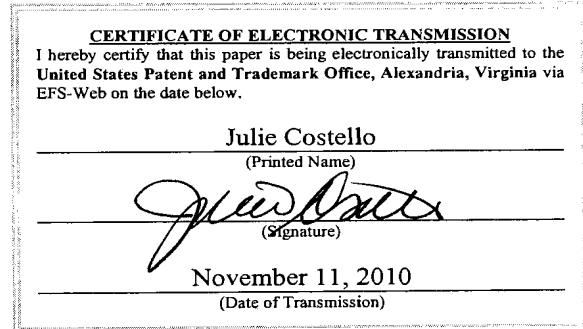 CERTIFICATE OF ELECTRONIC TRANSMISSION
I hereby certify that this paper is being electronically transmitted to the
United States Patent and Trademark Office, Alexandria, Virginia via
EFS-Web on the date below.
Julie Costello
(Printed Name)
Julie Costello
(Signature)
November 11, 2010
(Date of Transmission)